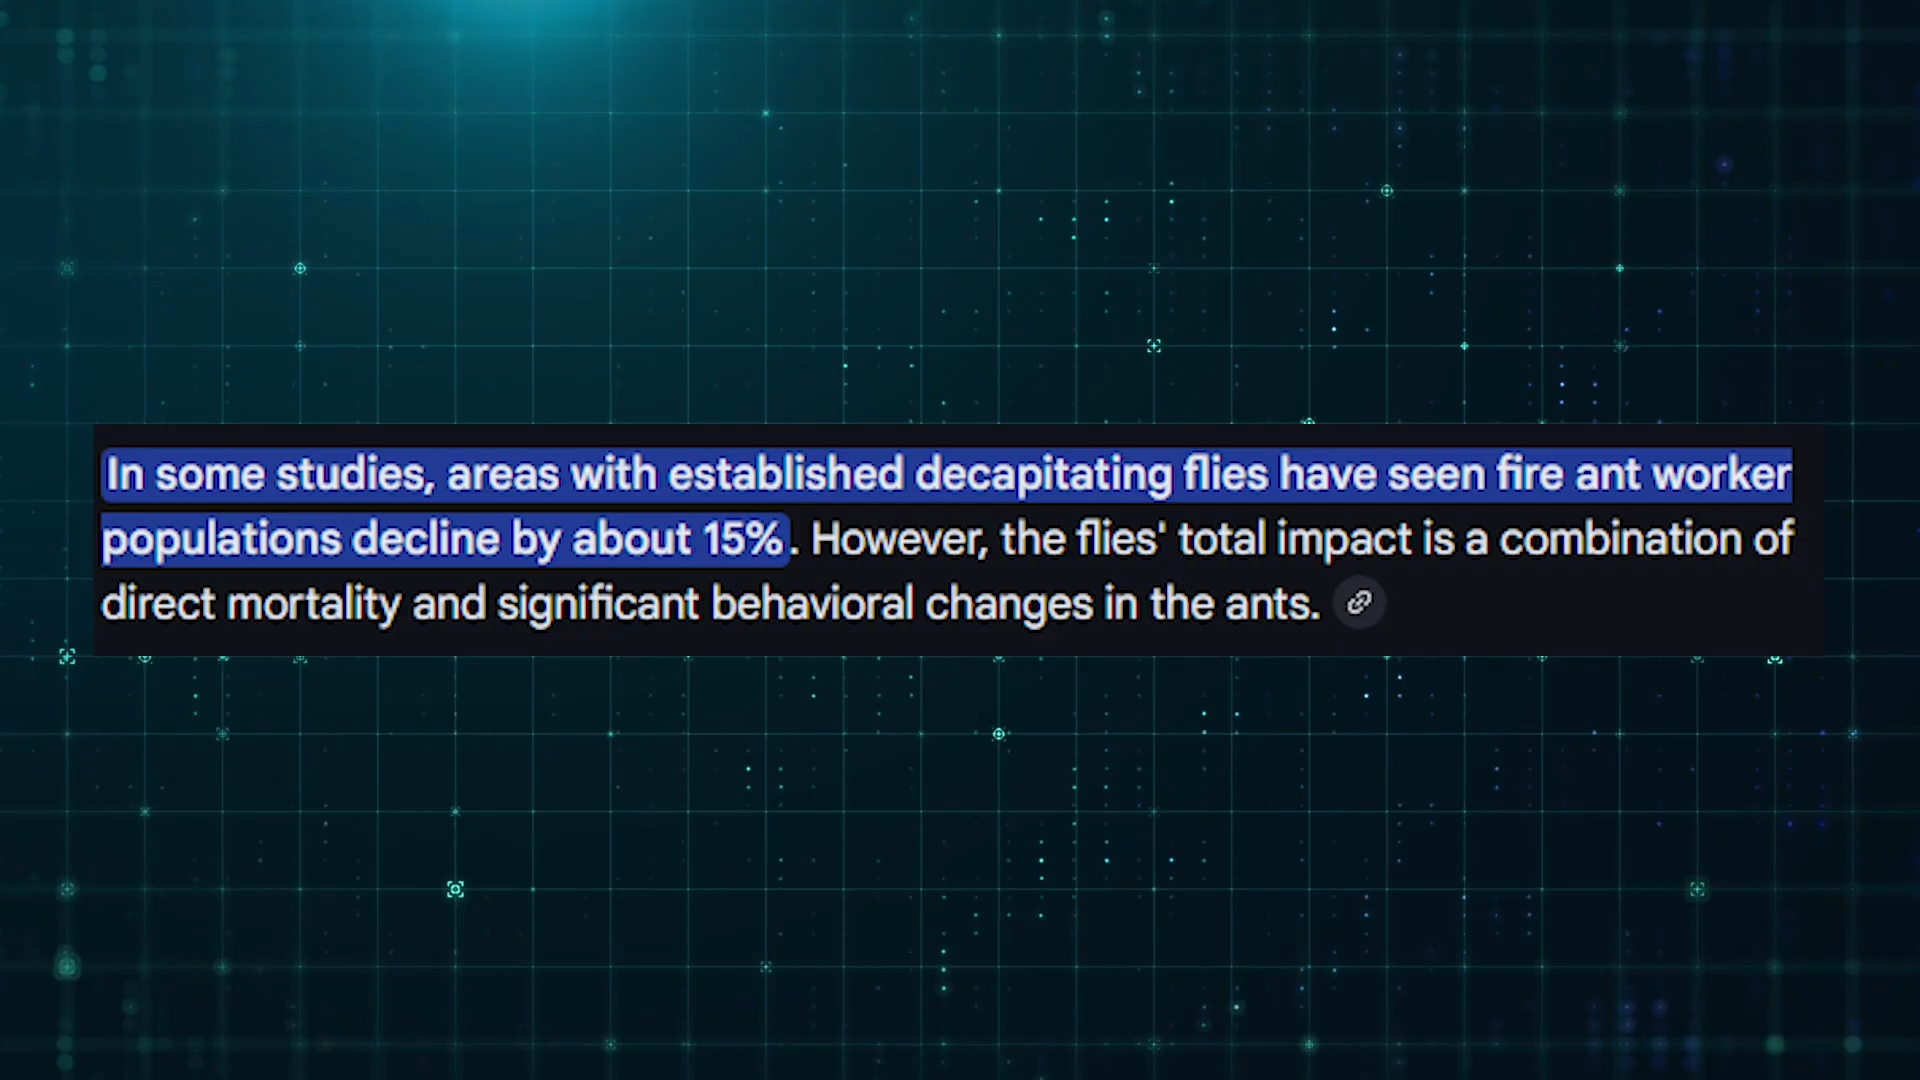 In some studies, areas with established decapitating flies have seen fire ant worker
populations decline by about 15%. However, the flies' total impact is a combination of
direct mortality and significant behavioral changes in the ants.